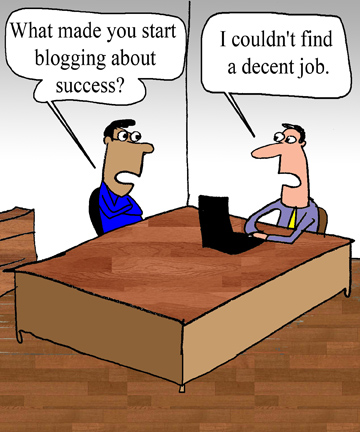 What made you start
blogging about
success?
I couldn't find
a decent job.